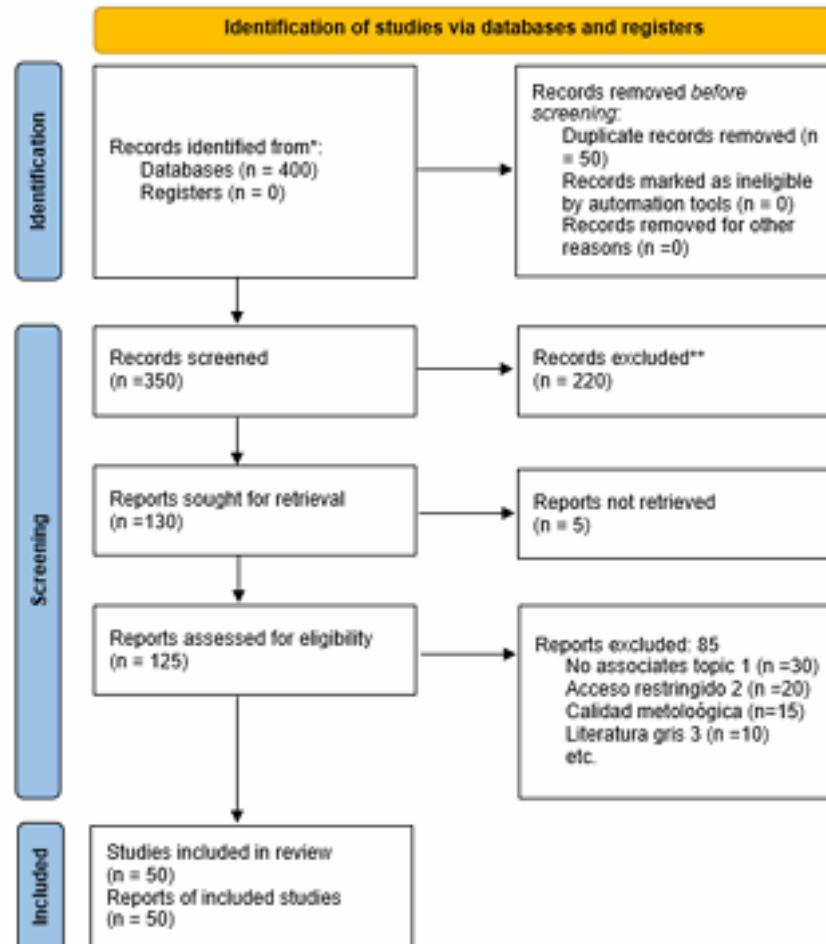 Identification of studies via databases and registers
Identification
Records identified from*:
Databases (n = 400)
Registers (n = 0)
Records removed before
screening:
Duplicate records removed (n
= 50)
Records marked as ineligible
by automation tools (n = 0)
Records removed for other
reasons (n =0)
Screening
Records screened
(n =350)
Records excluded**
(n = 220)
Reports sought for retrieval
(n =130)
Reports not retrieved
(n = 5)
Reports assessed for eligibility
(n = 125)
Reports excluded: 85
No associates topic 1 (n =30)
Acceso restringido 2 (n =20)
Calidad metoloógica (n=15)
Literatura gris 3 (n =10)
etc.
Included
Studies included in review
(n = 50)
Reports of included studies
(n = 50)